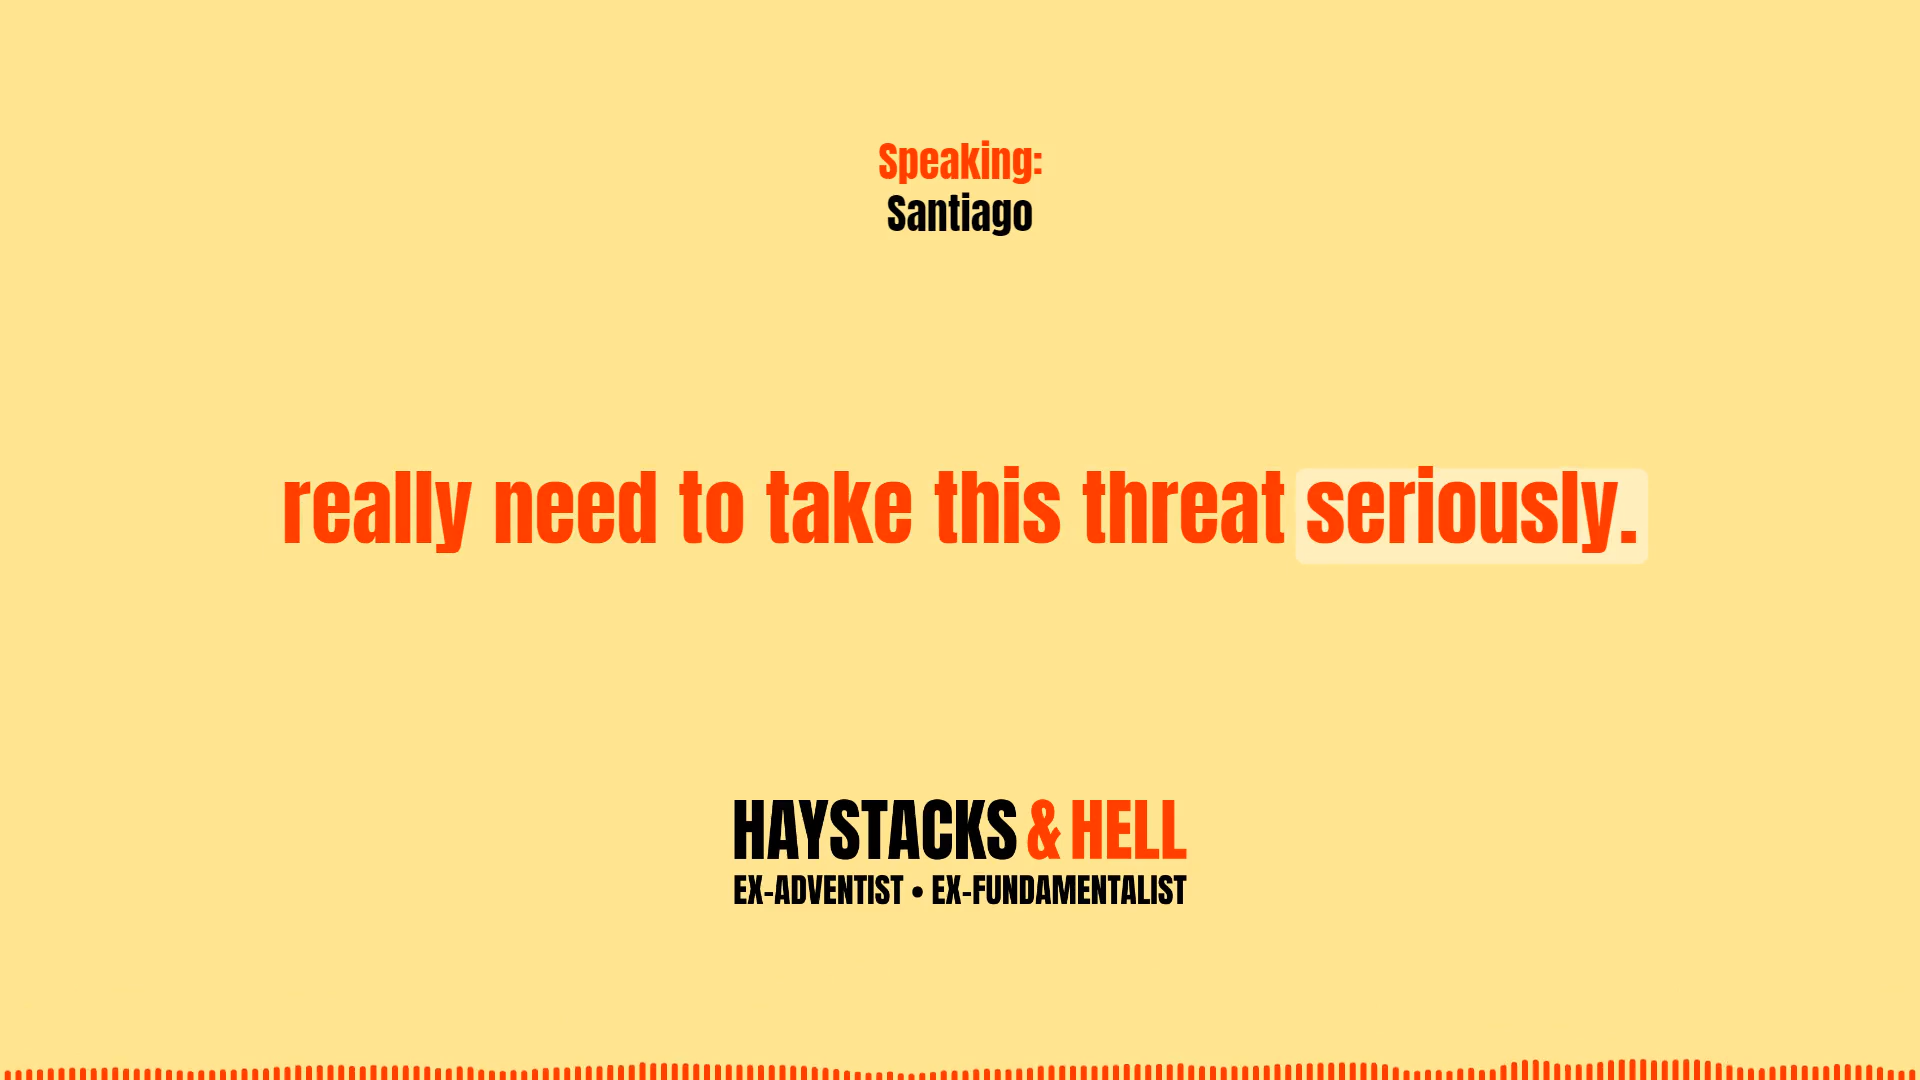 Speaking:
Santiago
really need to take this threat seriously.
HAYSTACKS & HELL
EX-ADVENTIST • EX-FUNDAMENTALIST